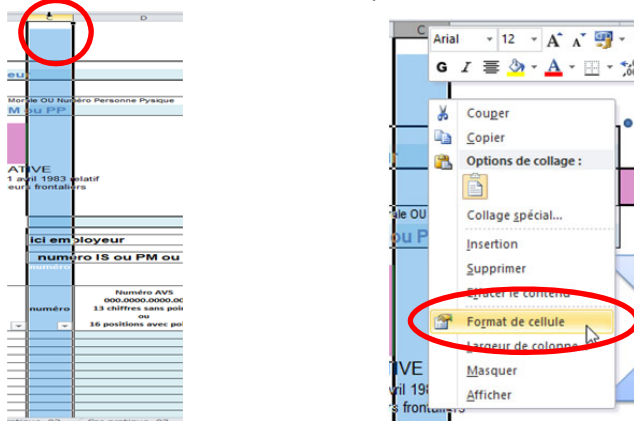 C D
eur
Morale OU Numéro Personne Pysique
M ou PP
ATIVE
1 avril 1983 relatif
eurs frontaliers
ici employeur
numéro IS ou PM ou
numéro
Numéro AVS
000.0000.0000.00
numéro
13 chiffres sans poi
ou
16 positions avec poi
C
Arial 12 A A
G I A
Couper
Copier
Options de collage :
Collage spécial...
Insertion
Supprimer
Effacer le contenu
Format de cellule
Largeur de colonne
Masquer
Afficher
ale OU
ou P
IVE
vril 198
s frontaliers